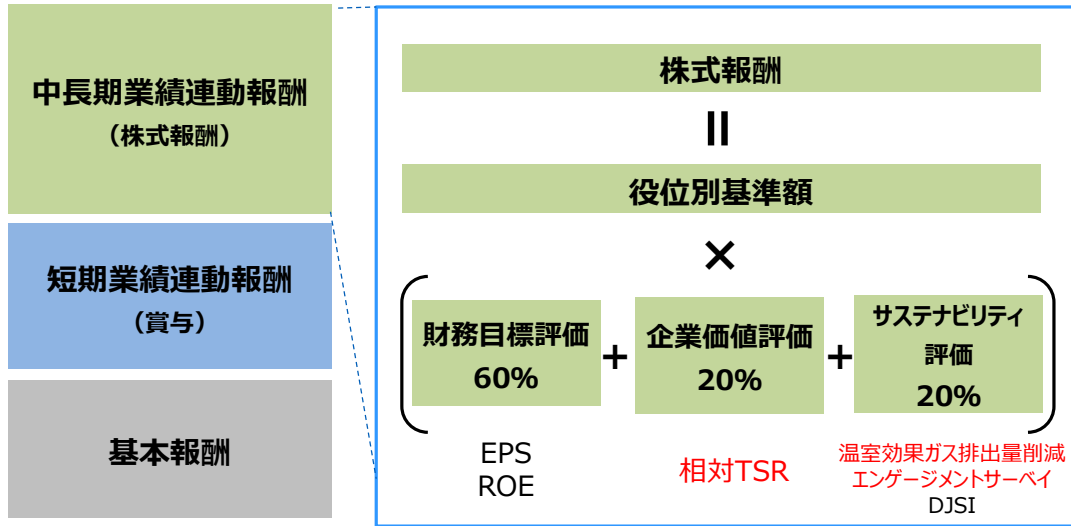 中長期業績連動報酬
（株式報酬）
短期業績連動報酬
（賞与）
基本報酬
株式報酬
=
役位別基準額
×
財務目標評価
60%
+
企業価値評価
20%
+
サステナビリティ
評価
20%
EPS
ROE
相対TSR
温室効果ガス排出量削減
エンゲージメントサーベイ
DJSI